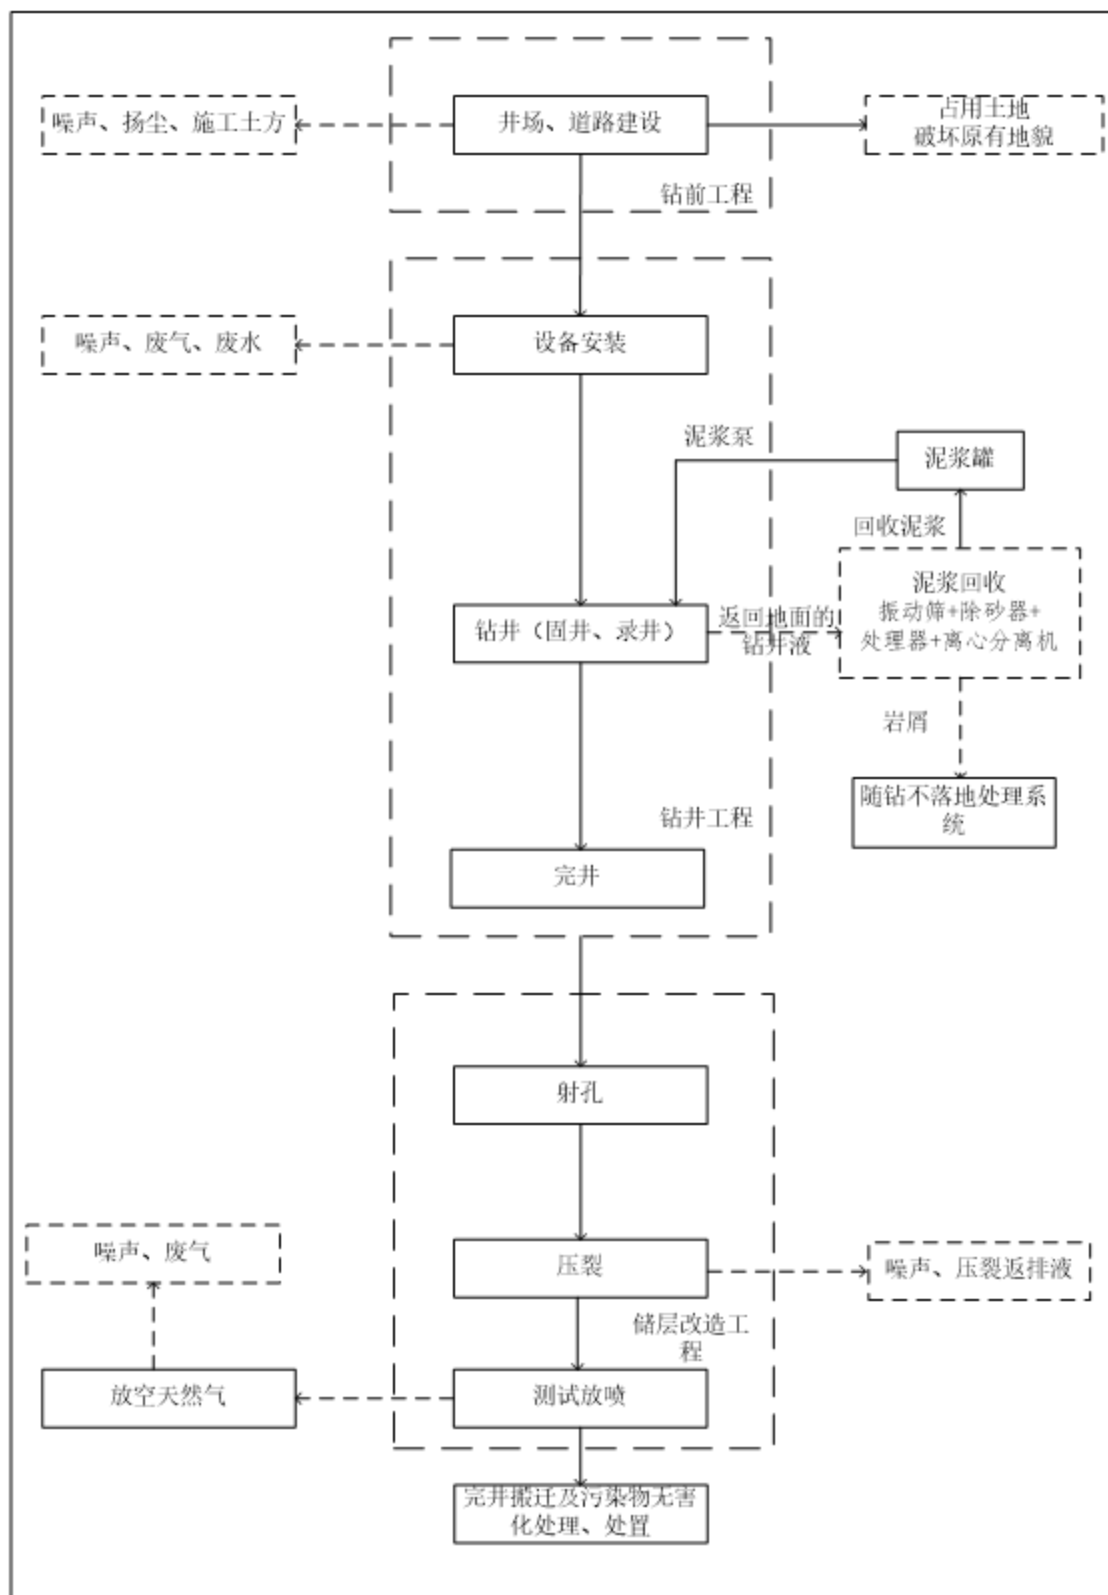 噪声、扬尘、施工土方
井场、道路建设
占用土地
破坏原有地貌
钻前工程
噪声、废气、废水
设备安装
泥浆泵
泥浆罐
回收泥浆
泥浆回收
振动筛+除砂器+
处理器+离心分离机
钻井（固井、录井）
返回地面的
钻井液
岩屑
随钻不落地处理系
统
钻井工程
完井
射孔
噪声、废气
压裂
噪声、压裂返排液
储层改造工
程
放空天然气
测试放喷
完井搬迁及污染物无害
化处理、处置